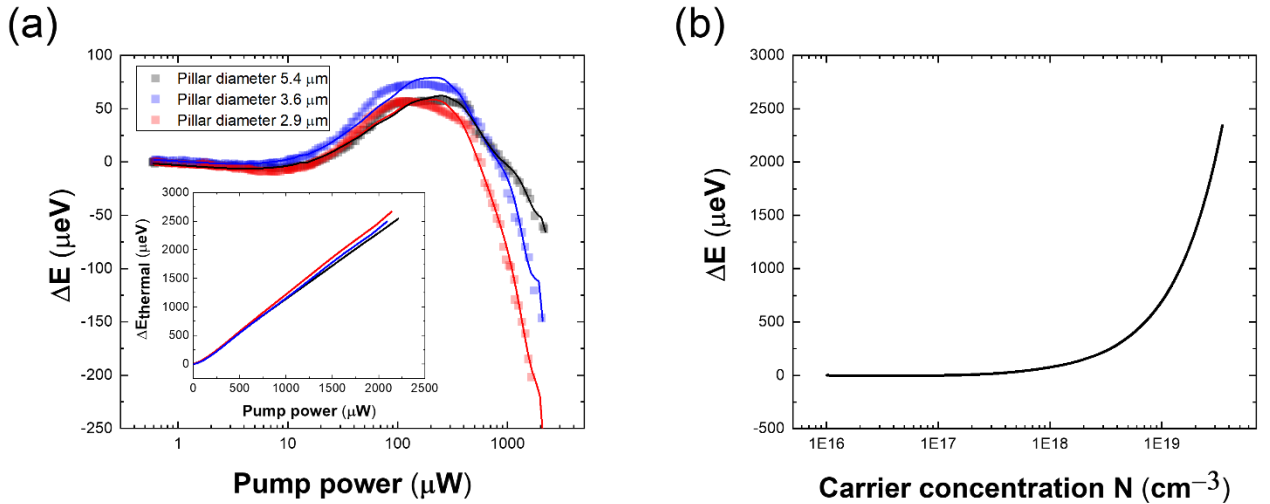 (a)
100
50
0
-50
-100
-150
-200
-250
ΔE (μeV)
Pillar diameter 5.4 μm
Pillar diameter 3.6 μm
Pillar diameter 2.9 μm
3000
2500
2000
1500
1000
500
0
ΔEthermal (μeV)
0 500 1000 1500 2000 2500
Pump power (μW)
1 10 100 1000
Pump power (μW)
(b)
3000
2500
2000
1500
1000
500
0
-500
ΔE (μeV)
1E16 1E17 1E18 1E19
Carrier concentration N (cm⁻³)